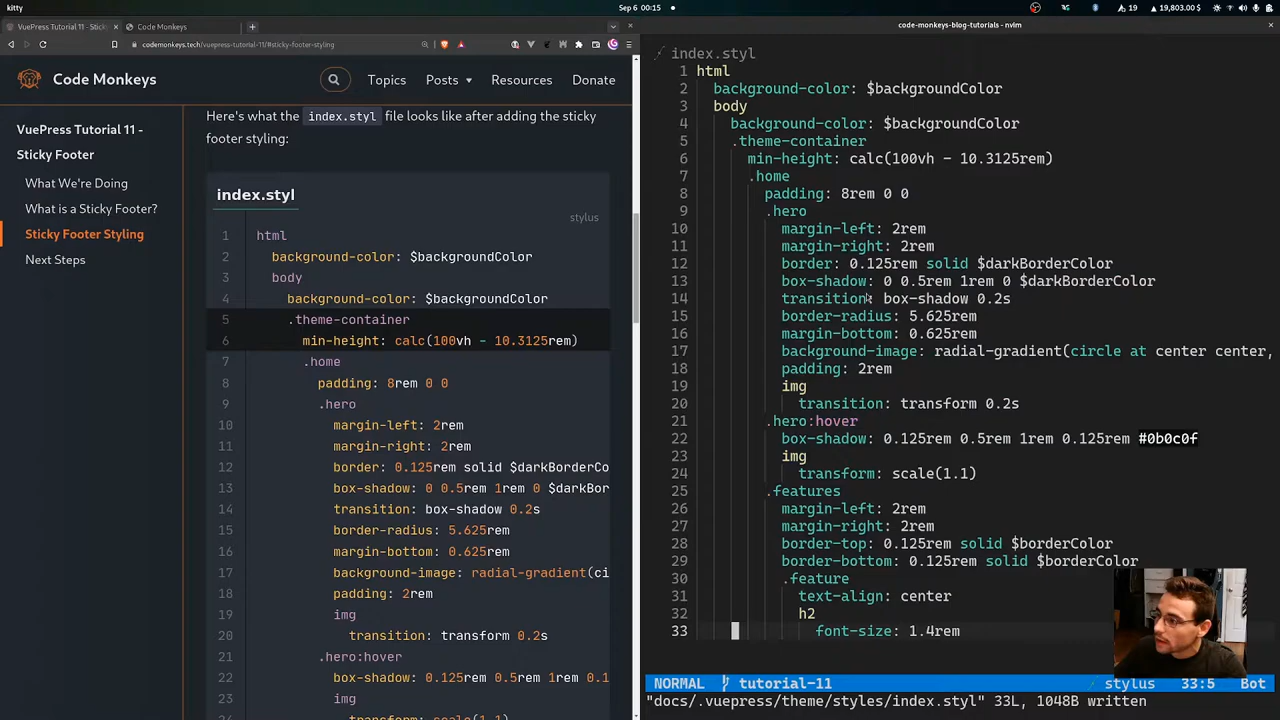 kitty
Sep 6 00:15
19
19,803.00
VuePress Tutorial 11 - Stick
Code Monkeys
codemonkeys.tech/vuepress-tutorial-11/#sticky-footer-styling
Code Monkeys
Topics
Posts
Resources
Donate
VuePress Tutorial 11 -
Sticky Footer
What We're Doing
What is a Sticky Footer?
Sticky Footer Styling
Next Steps
Here's what the index.styl file looks like after adding the sticky
footer styling:
index.styl
stylus
1 html
2 background-color: $backgroundColor
3 body
4 background-color: $backgroundColor
5 .theme-container
6 min-height: calc(100vh - 10.3125rem)
7 .home
8 padding: 8rem 0 0
9 .hero
10 margin-left: 2rem
11 margin-right: 2rem
12 border: 0.125rem solid $darkBorderCo
13 box-shadow: 0 0.5rem 1rem 0 $darkBor
14 transition: box-shadow 0.2s
15 border-radius: 5.625rem
16 margin-bottom: 0.625rem
17 background-image: radial-gradient(ci
18 padding: 2rem
19 img
20 transition: transform 0.2s
21 .hero:hover
22 box-shadow: 0.125rem 0.5rem 1rem 0.1
23 img
24 transform: scale(1.1)
code-monkeys-blog-tutorials - nvim
index.styl
1 html
2 background-color: $backgroundColor
3 body
4 background-color: $backgroundColor
5 .theme-container
6 min-height: calc(100vh - 10.3125rem)
7 .home
8 padding: 8rem 0 0
9 .hero
10 margin-left: 2rem
11 margin-right: 2rem
12 border: 0.125rem solid $darkBorderColor
13 box-shadow: 0 0.5rem 1rem 0 $darkBorderColor
14 transition: box-shadow 0.2s
15 border-radius: 5.625rem
16 margin-bottom: 0.625rem
17 background-image: radial-gradient(circle at center center,
18 padding: 2rem
19 img
20 transition: transform 0.2s
21 .hero:hover
22 box-shadow: 0.125rem 0.5rem 1rem 0.125rem #0b0c0f
23 img
24 transform: scale(1.1)
25 .features
26 margin-left: 2rem
27 margin-right: 2rem
28 border-top: 0.125rem solid $borderColor
29 border-bottom: 0.125rem solid $borderColor
30 .feature
31 text-align: center
32 h2
33 font-size: 1.4rem
NORMAL tutorial-11 stylus 33:5 Bot
"docs/.vuepress/theme/styles/index.styl" 33L, 1048B written